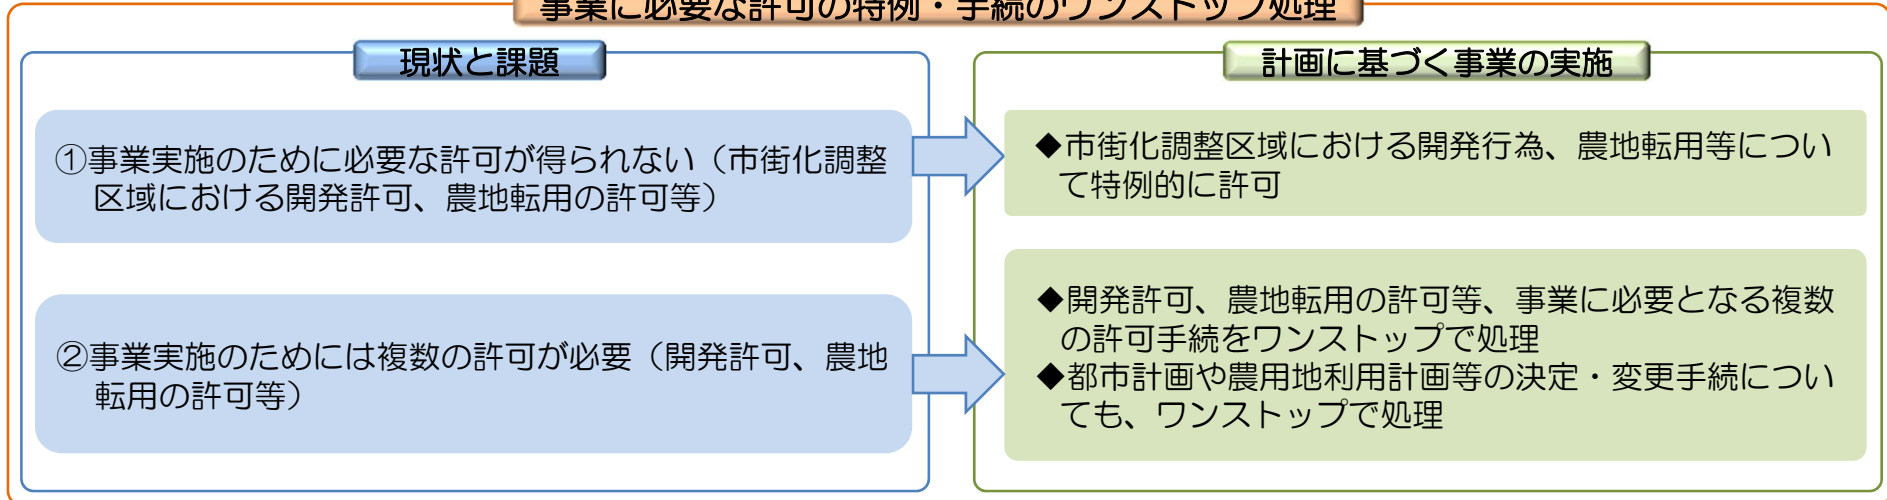 事業に必要な許可の特例・手続のワンストップ処理
現状と課題
①事業実施のために必要な許可が得られない（市街化調整
区域における開発許可、農地転用の許可等）
②事業実施のためには複数の許可が必要（開発許可、農地
転用の許可等）
計画に基づく事業の実施
◆市街化調整区域における開発行為、農地転用等につい
て特例的に許可
◆開発許可、農地転用の許可等、事業に必要となる複数
の許可手続をワンストップで処理
◆都市計画や農用地利用計画等の決定・変更手続につい
ても、ワンストップで処理